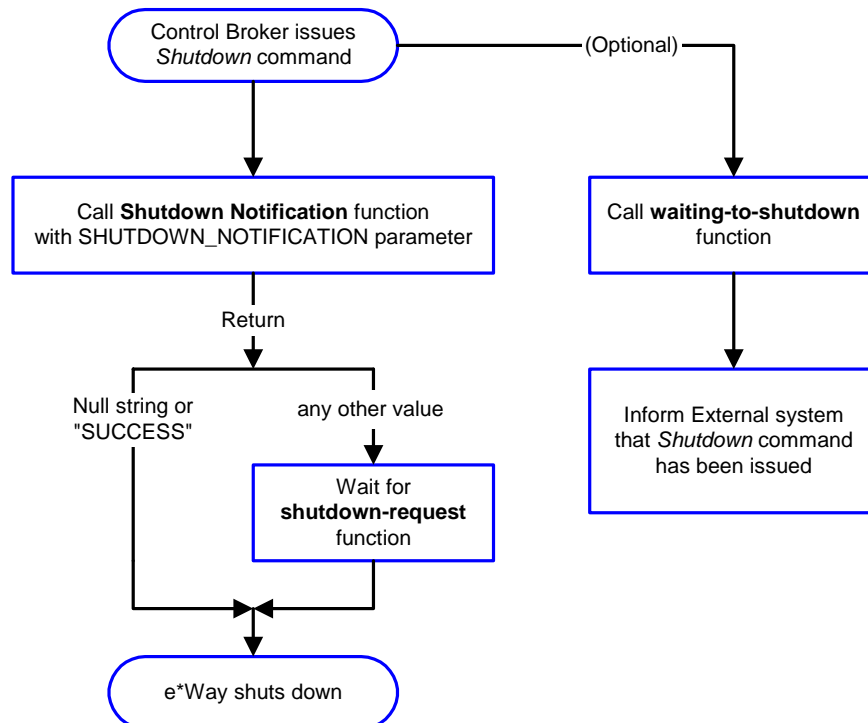 Control Broker issues
Shutdown command
(Optional)
Call Shutdown Notification function
with SHUTDOWN_NOTIFICATION parameter
Call waiting-to-shutdown
function
Return
Null string or
"SUCCESS"
any other value
Inform External system
that Shutdown command
has been issued
Wait for
shutdown-request
function
e*Way shuts down